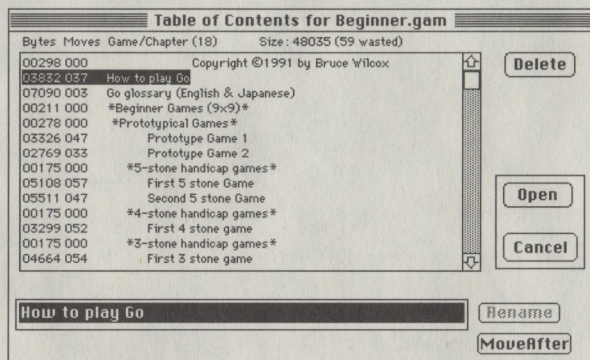 Table of Contents for Beginner.gam
Bytes Moves Game/Chapter (18) Size: 48035 (59 wasted)
00298 000 Copyright ©1991 by Bruce Wilcox
03832 037 How to play Go
07090 003 Go glossary (English & Japanese)
00211 000 *Beginner Games (9x9)*
00278 000 *Prototypical Games*
03326 047 Prototype Game 1
02769 033 Prototype Game 2
00175 000 *5-stone handicap games*
05108 057 First 5 stone Game
05511 047 Second 5 stone Game
00175 000 *4-stone handicap games*
03299 052 First 4 stone game
00175 000 *3-stone handicap games*
04664 054 First 3 stone game
Delete
Open
Cancel
How to play Go
Rename
MoveAfter